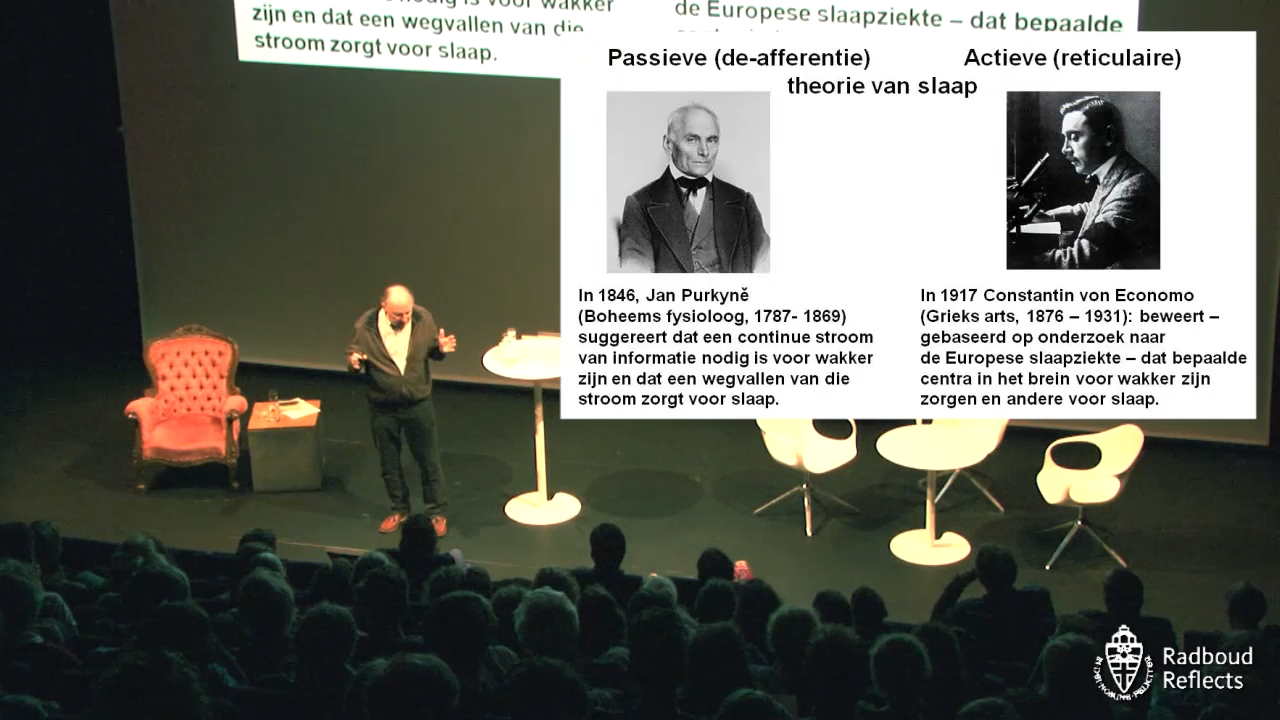 voor wakker
zijn en dat een wegvallen van die
stroom zorgt voor slaap.
de Europese slaapziekte – dat bepaalde
Passieve (de-afferentie)
Actieve (reticulaire)
theorie van slaap
In 1846, Jan Purkyně
(Boheems fysioloog, 1787- 1869)
suggereert dat een continue stroom
van informatie nodig is voor wakker
zijn en dat een wegvallen van die
stroom zorgt voor slaap.
In 1917 Constantin von Economo
(Grieks arts, 1876 – 1931): beweert –
gebaseerd op onderzoek naar
de Europese slaapziekte – dat bepaalde
centra in het brein voor wakker zijn
zorgen en andere voor slaap.
Radboud
Reflects